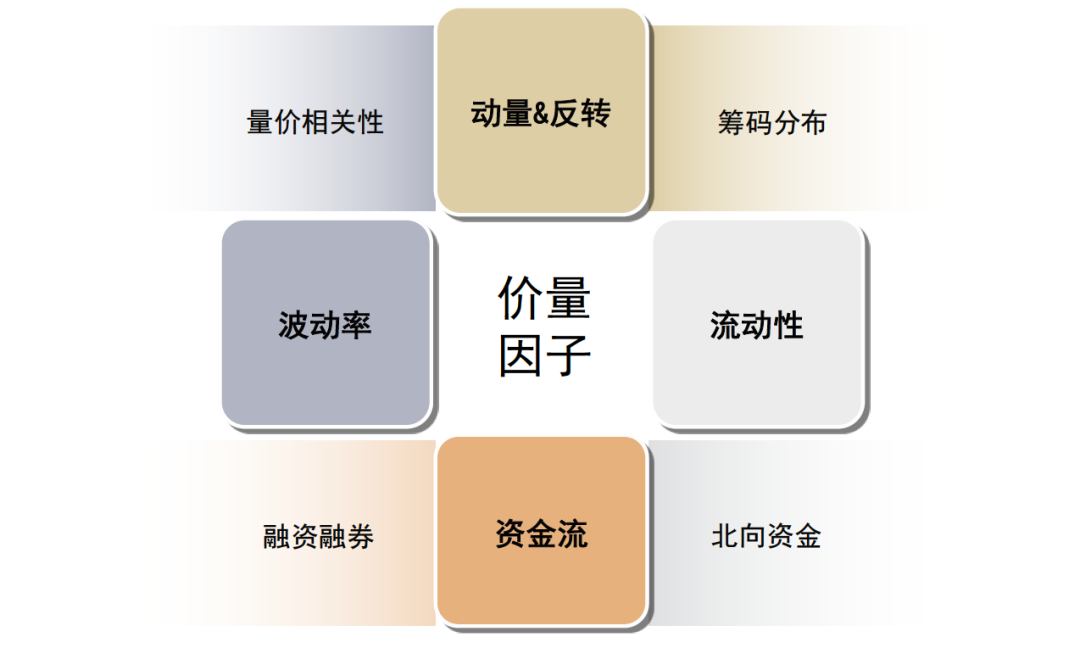 量价相关性
动量&反转
筹码分布
波动率
价量
因子
流动性
融资融券
资金流
北向资金